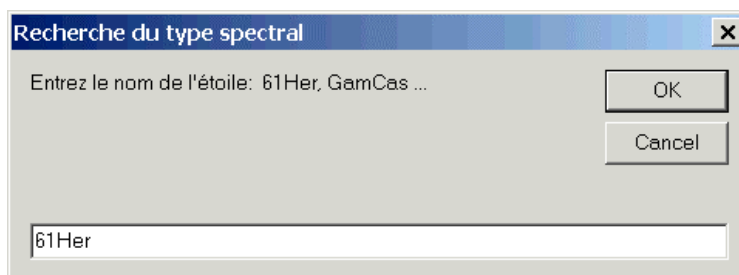 Recherche du type spectral
Entrez le nom de l'étoile: 61Her, GamCas ...
OK
Cancel
61Her